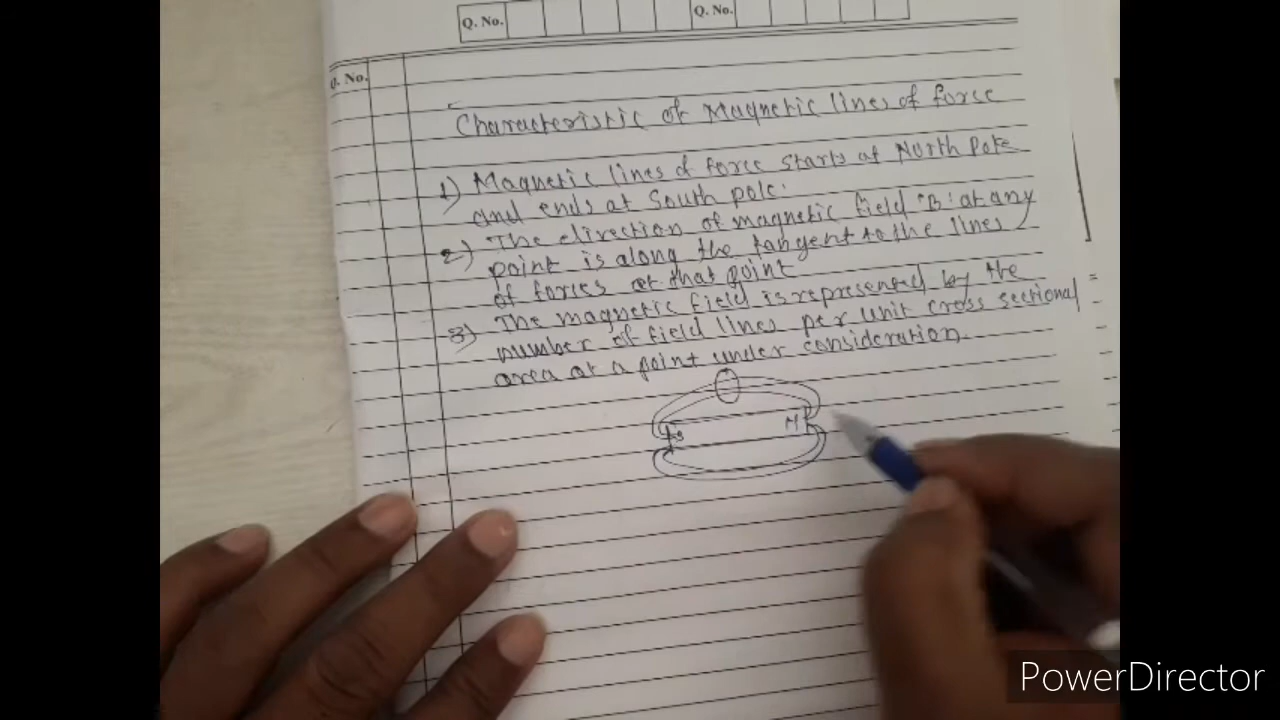 Q. No. Q. No.
Q. No.
Characteristic of Magnetic lines of force
1) Magnetic lines of force starts at North Pole
and ends at South pole.
2) The direction of magnetic field 'B' at any
point is along the tangent to the lines
of forces at that point
3) The magnetic field is represented by the
number of field lines per unit cross sectional
area at a point under consideration.
S N
PowerDirector